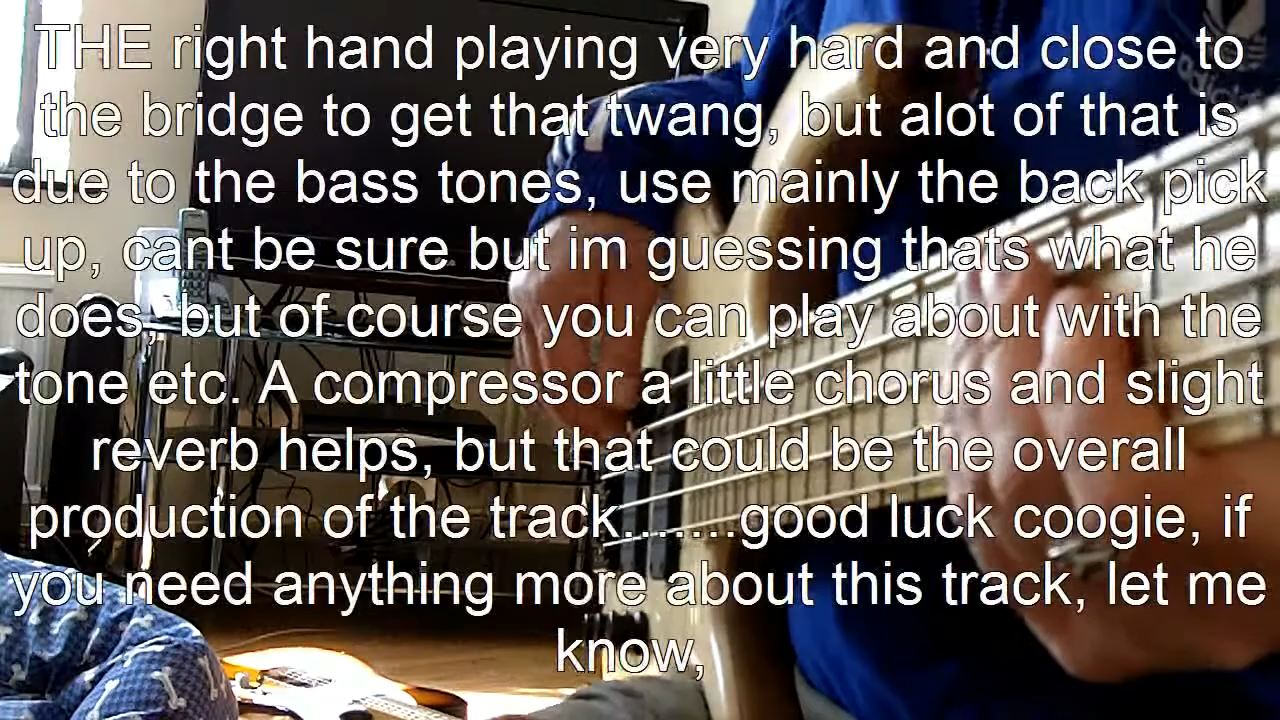 THE right hand playing very hard and close to
the bridge to get that twang, but alot of that is
due to the bass tones, use mainly the back pick
up, cant be sure but im guessing thats what he
does, but of course you can play about with the
tone etc. A compressor a little chorus and slight
reverb helps, but that could be the overall
production of the track.......good luck coogie, if
you need anything more about this track, let me
know,
adidas